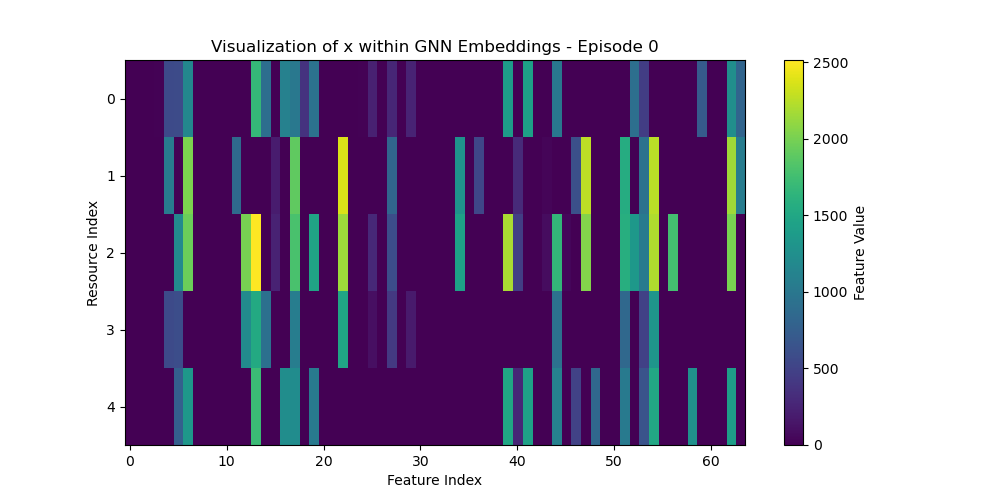 Visualization of x within GNN Embeddings - Episode 0
Resource Index
0
1
2
3
4
0 10 20 30 40 50 60
Feature Index
2500
2000
1500
1000
500
0
Feature Value